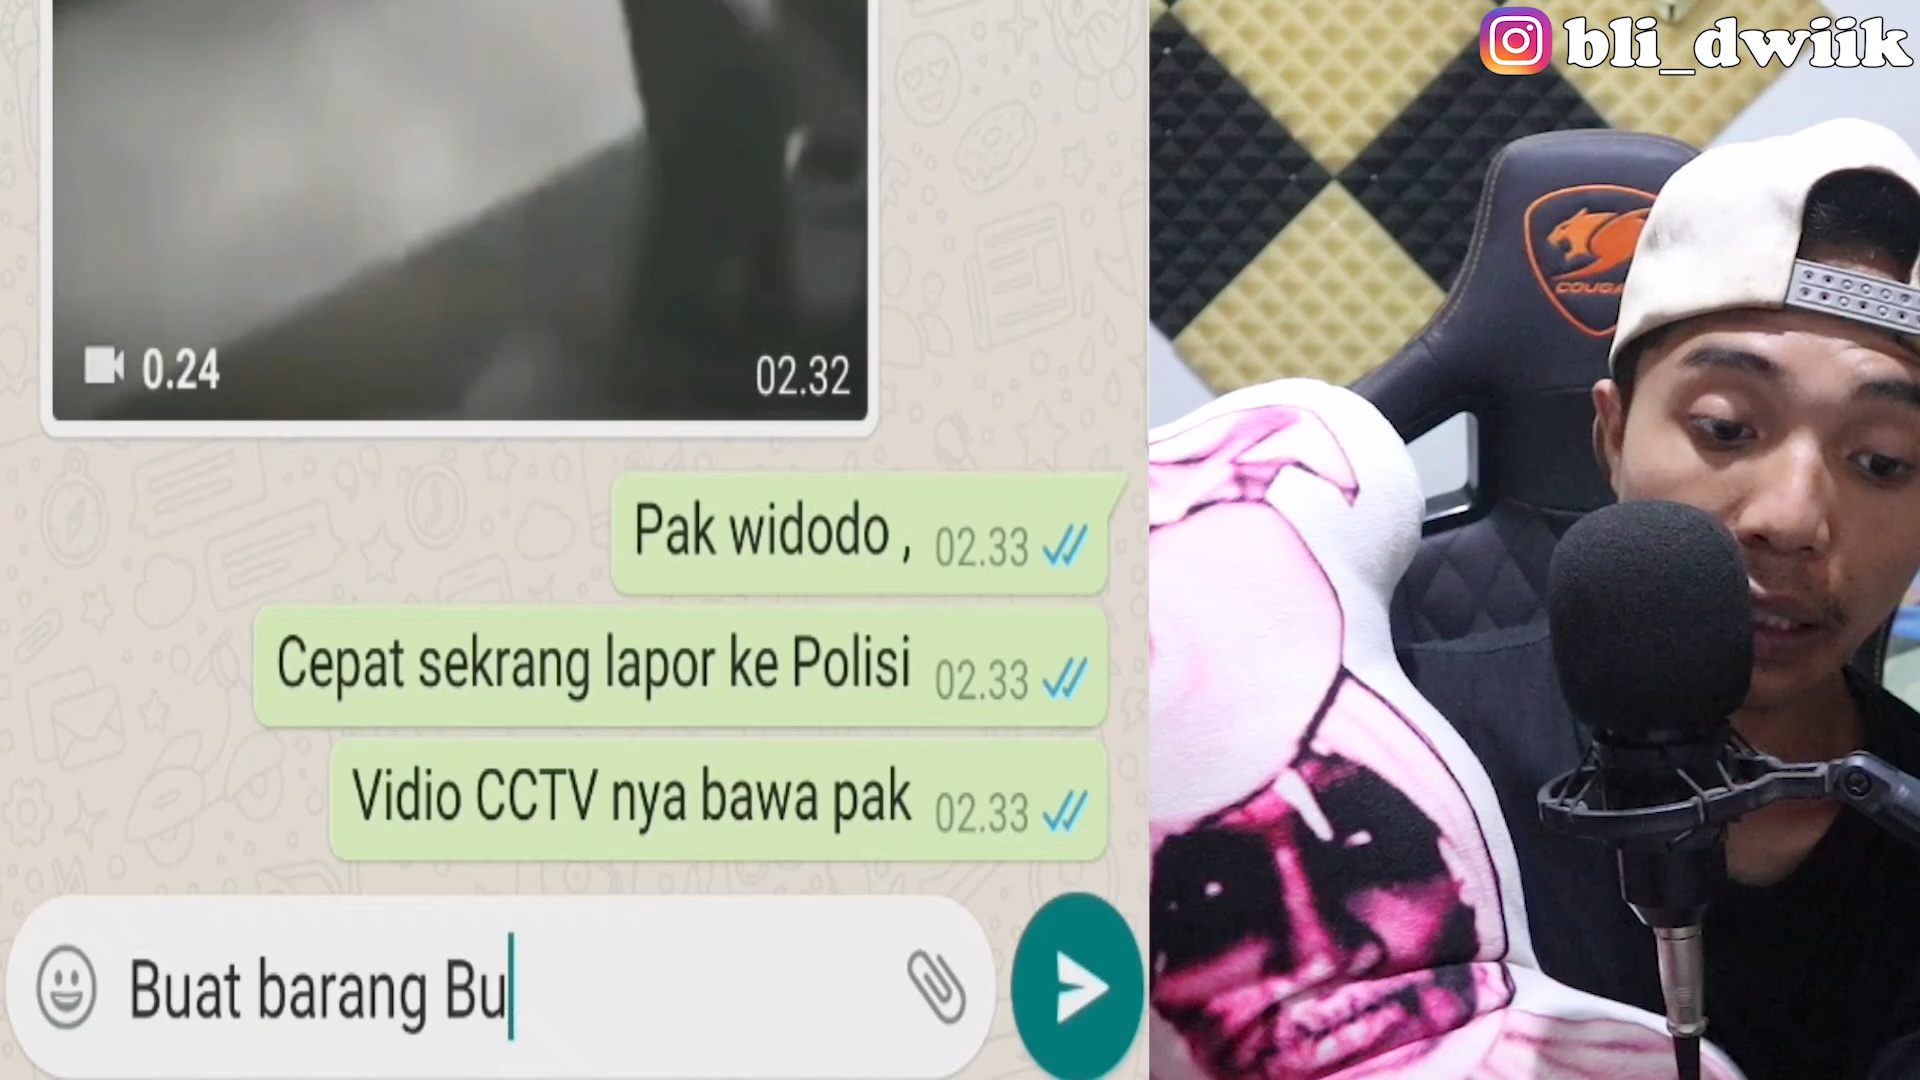 bli_dwiik
COUGA
0.24
02.32
Pak widodo , 02.33
Cepat sekrang lapor ke Polisi 02.33
Vidio CCTV nya bawa pak 02.33
Buat barang Bu